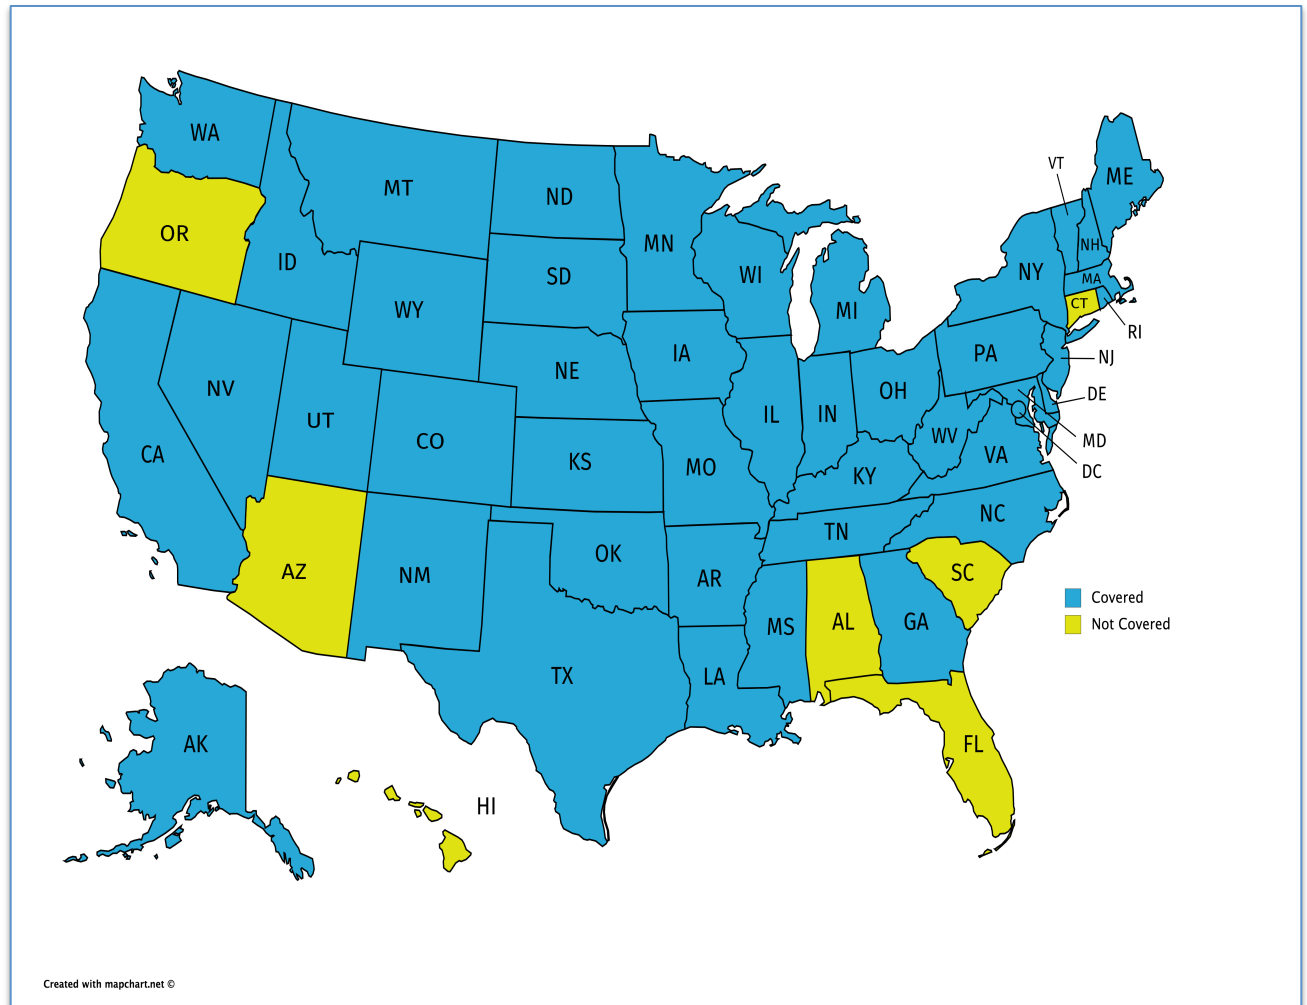 WA
MT
ND
MN
VT
ME
OR
ID
SD
WI
MI
NY
NH
MA
CT
RI
WY
NE
IA
PA
NJ
NV
UT
CO
IL
IN
OH
DE
CA
KS
MO
WV
VA
MD
KY
DC
AZ
NM
OK
AR
TN
NC
SC
TX
LA
MS
AL
GA
Covered
Not Covered
AK
FL
HI
Created with mapchart.net ©